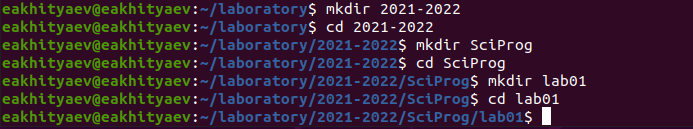 eakhityaev@eakhityaev:~/laboratory$ mkdir 2021-2022
eakhityaev@eakhityaev:~/laboratory$ cd 2021-2022
eakhityaev@eakhityaev:~/laboratory/2021-2022$ mkdir SciProg
eakhityaev@eakhityaev:~/laboratory/2021-2022$ cd SciProg
eakhityaev@eakhityaev:~/laboratory/2021-2022/SciProg$ mkdir lab01
eakhityaev@eakhityaev:~/laboratory/2021-2022/SciProg$ cd lab01
eakhityaev@eakhityaev:~/laboratory/2021-2022/SciProg/lab01$